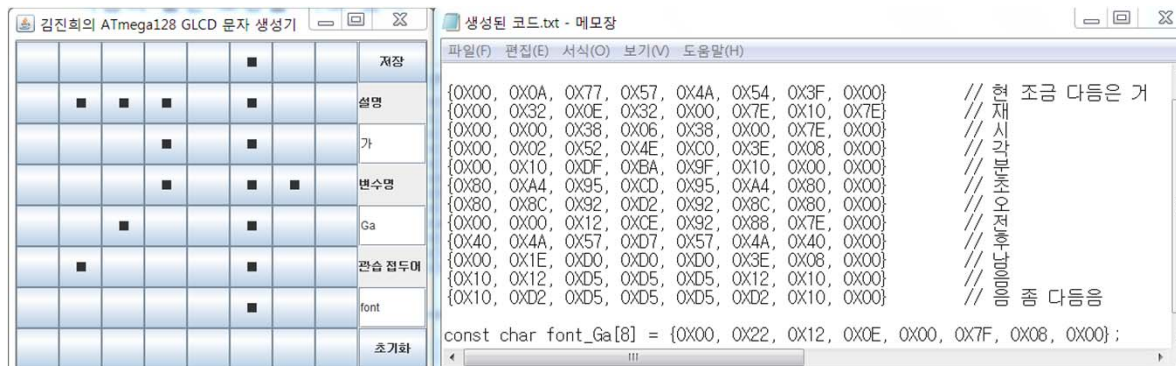 김진희의 ATmega128 GLCD 문자 생성기
저장
설명
가
변수명
Ga
관습 접두어
font
초기화
생성된 코드.txt - 메모장
파일(F) 편집(E) 서식(O) 보기(V) 도움말(H)
{0X00, 0X0A, 0X77, 0X57, 0X4A, 0X54, 0X3F, 0X00} // 현 조금 다듬은 거
{0X00, 0X32, 0X0E, 0X32, 0X00, 0X7E, 0X10, 0X7E} // 재
{0X00, 0X00, 0X38, 0X06, 0X38, 0X00, 0X7E, 0X00} // 시
{0X00, 0X02, 0X52, 0X4E, 0XC0, 0X3E, 0X08, 0X00} // 각
{0X00, 0X10, 0XDF, 0XBA, 0X9F, 0X10, 0X00, 0X00} // 분
{0X80, 0XA4, 0X95, 0XCD, 0X95, 0XA4, 0X80, 0X00} // 초
{0X80, 0X8C, 0X92, 0XD2, 0X92, 0X8C, 0X80, 0X00} // 오
{0X00, 0X00, 0X12, 0XCE, 0X92, 0X88, 0X7E, 0X00} // 전
{0X40, 0X4A, 0X57, 0XD7, 0X57, 0X4A, 0X40, 0X00} // 후
{0X00, 0X1E, 0XD0, 0XD0, 0XD0, 0X3E, 0X08, 0X00} // 남
{0X10, 0X12, 0XD5, 0XD5, 0XD5, 0X12, 0X10, 0X00} // 음
{0X10, 0XD2, 0XD5, 0XD5, 0XD5, 0XD2, 0X10, 0X00} // 음 좀 다듬음
const char font_Ga[8] = {0X00, 0X22, 0X12, 0X0E, 0X00, 0X7F, 0X08, 0X00};